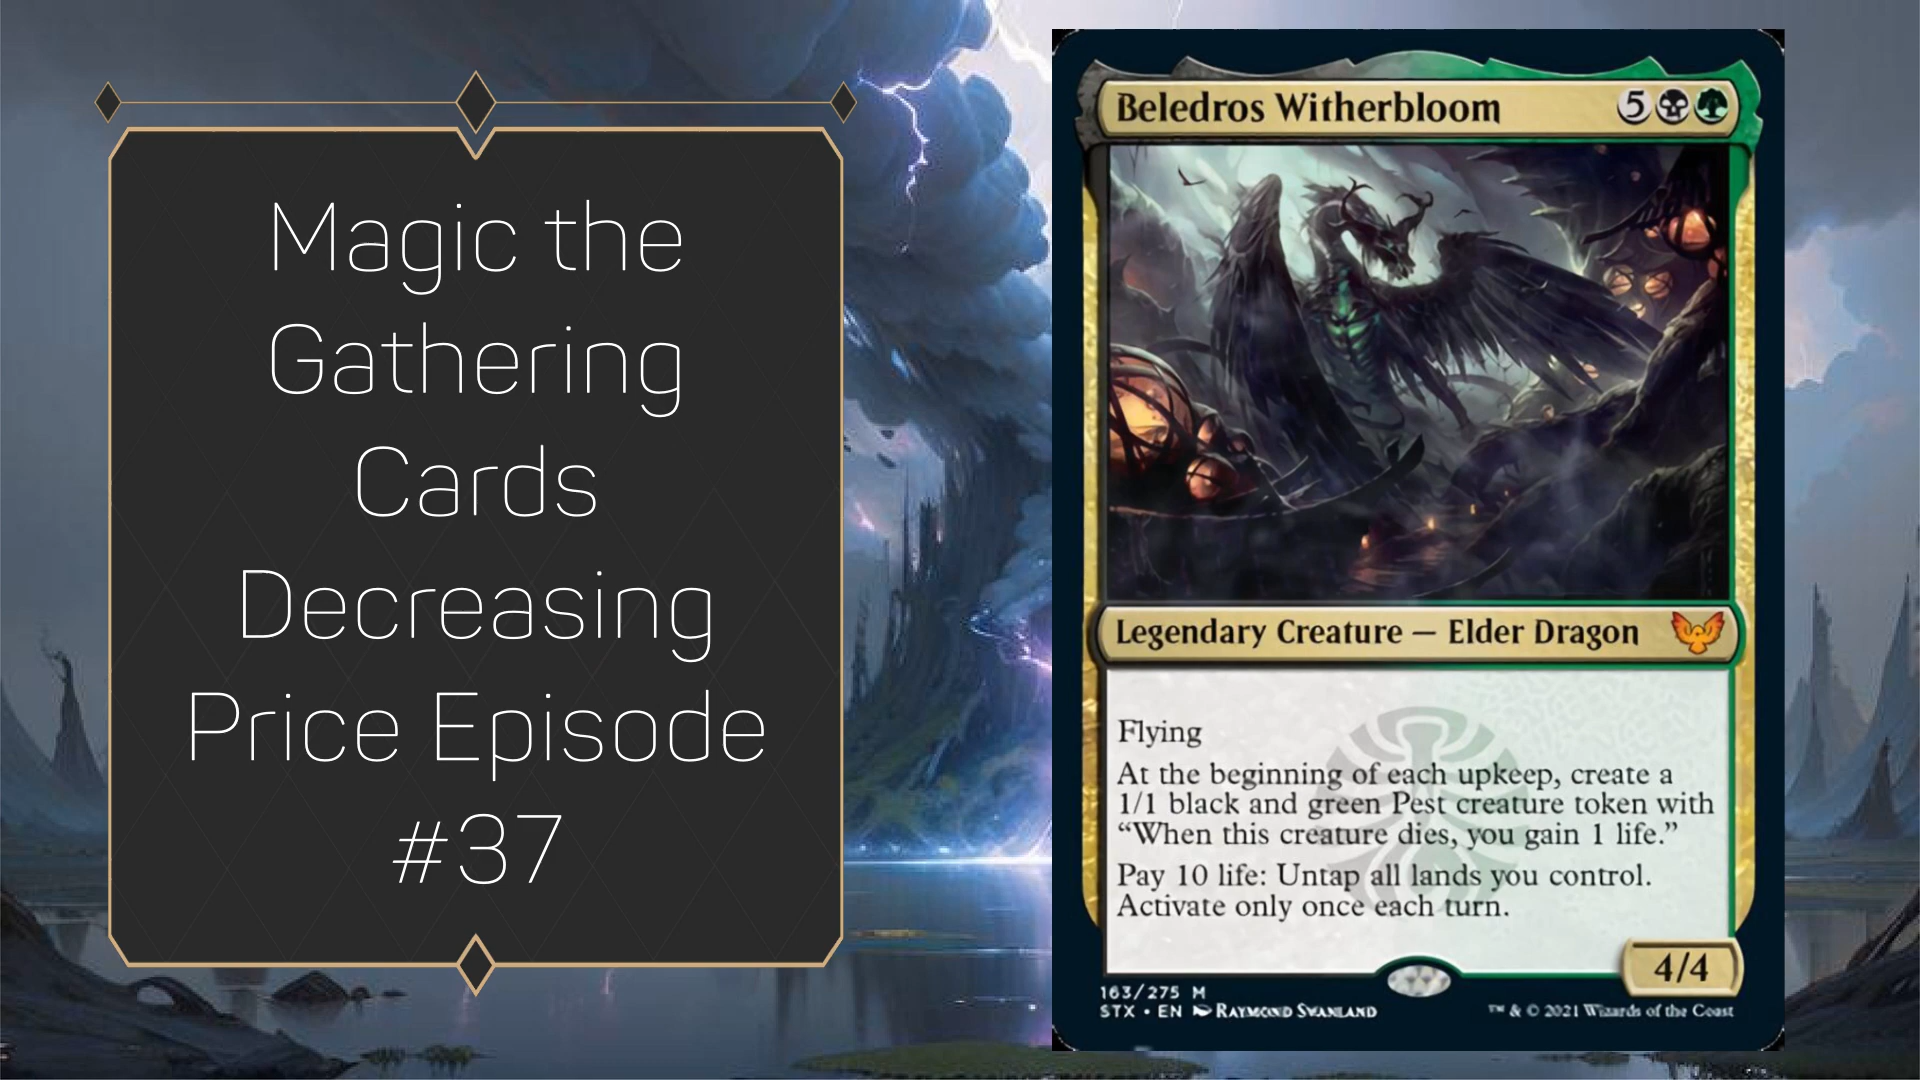 Magic the
Gathering
Cards
Decreasing
Price Episode
#37
Beledros Witherbloom 5
Legendary Creature — Elder Dragon
Flying
At the beginning of each upkeep, create a
1/1 black and green Pest creature token with
“When this creature dies, you gain 1 life.”
Pay 10 life: Untap all lands you control.
Activate only once each turn.
4/4
163/275 M
STX • EN Raymond Swanland
™ & © 2021 Wizards of the Coast